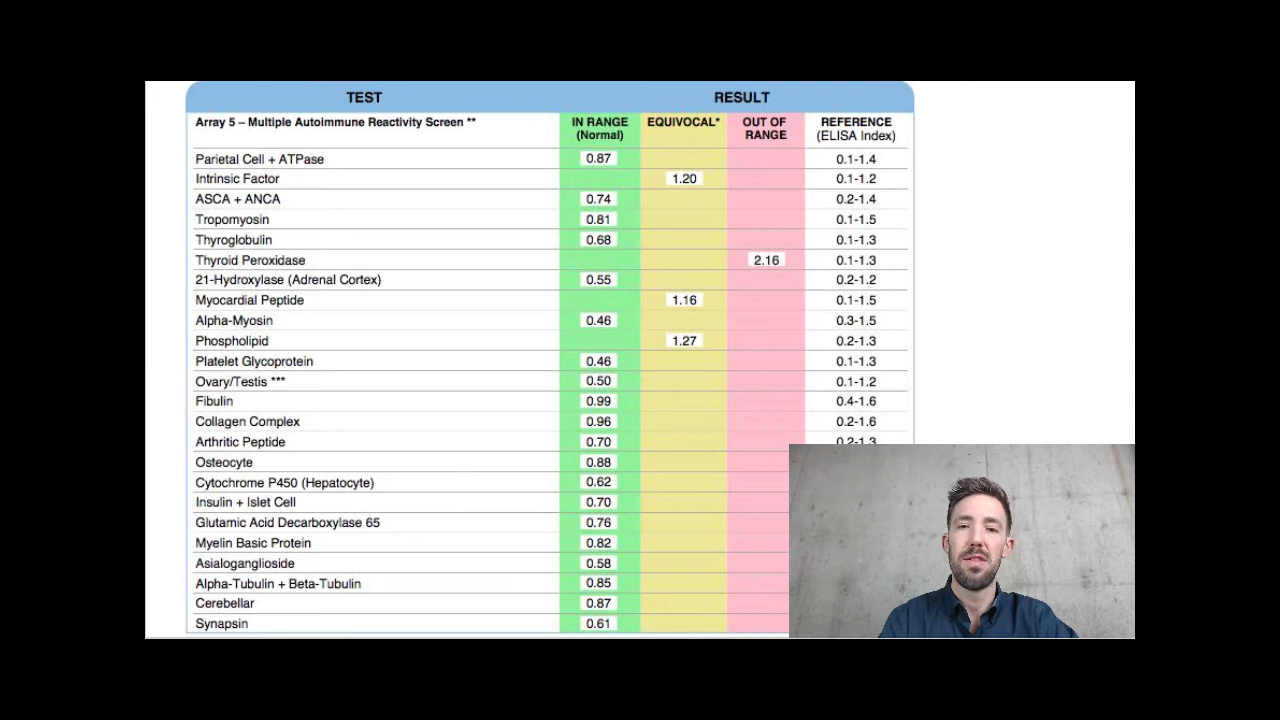 TEST RESULT
Array 5 – Multiple Autoimmune Reactivity Screen ** IN RANGE (Normal) EQUIVOCAL* OUT OF RANGE REFERENCE (ELISA Index)
Parietal Cell + ATPase 0.87 0.1-1.4
Intrinsic Factor 1.20 0.1-1.2
ASCA + ANCA 0.74 0.2-1.4
Tropomyosin 0.81 0.1-1.5
Thyroglobulin 0.68 0.1-1.3
Thyroid Peroxidase 2.16 0.1-1.3
21-Hydroxylase (Adrenal Cortex) 0.55 0.2-1.2
Myocardial Peptide 1.16 0.1-1.5
Alpha-Myosin 0.46 0.3-1.5
Phospholipid 1.27 0.2-1.3
Platelet Glycoprotein 0.46 0.1-1.3
Ovary/Testis *** 0.50 0.1-1.2
Fibulin 0.99 0.4-1.6
Collagen Complex 0.96 0.2-1.6
Arthritic Peptide 0.70 0.2-1.3
Osteocyte 0.88
Cytochrome P450 (Hepatocyte) 0.62
Insulin + Islet Cell 0.70
Glutamic Acid Decarboxylase 65 0.76
Myelin Basic Protein 0.82
Asialoganglioside 0.58
Alpha-Tubulin + Beta-Tubulin 0.85
Cerebellar 0.87
Synapsin 0.61